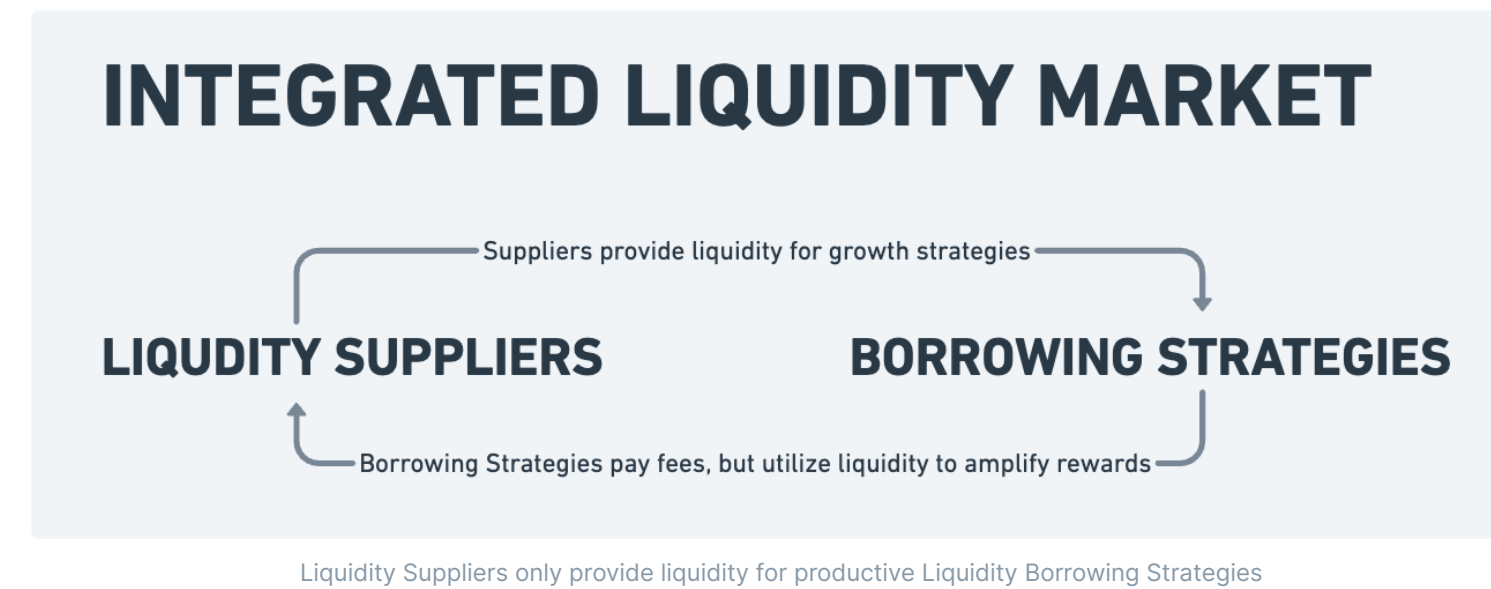 INTEGRATED LIQUIDITY MARKET
Suppliers provide liquidity for growth strategies
LIQUDITY SUPPLIERS
BORROWING STRATEGIES
Borrowing Strategies pay fees, but utilize liquidity to amplify rewards
Liquidity Suppliers only provide liquidity for productive Liquidity Borrowing Strategies